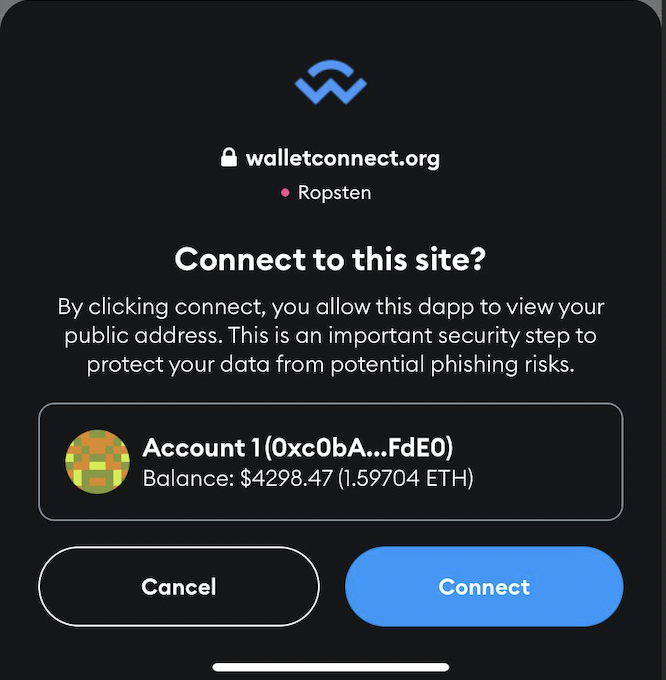 walletconnect.org
Ropsten
Connect to this site?
By clicking connect, you allow this dapp to view your
public address. This is an important security step to
protect your data from potential phishing risks.
Account 1 (0xc0bA...FdE0)
Balance: $4298.47 (1.59704 ETH)
Cancel
Connect